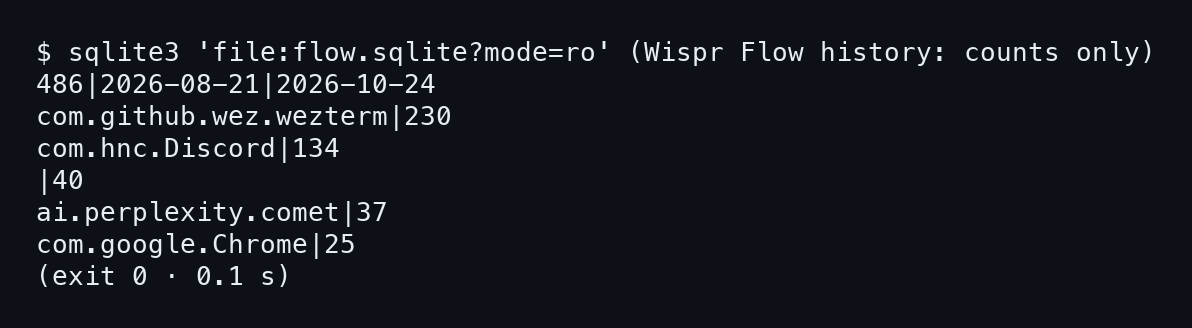 $ sqlite3 'file:flow.sqlite?mode=ro' (Wispr Flow history: counts only)
486|2026−08−21|2026−10−24
com.github.wez.wezterm|230
com.hnc.Discord|134
|40
ai.perplexity.comet|37
com.google.Chrome|25
(exit 0 · 0.1 s)